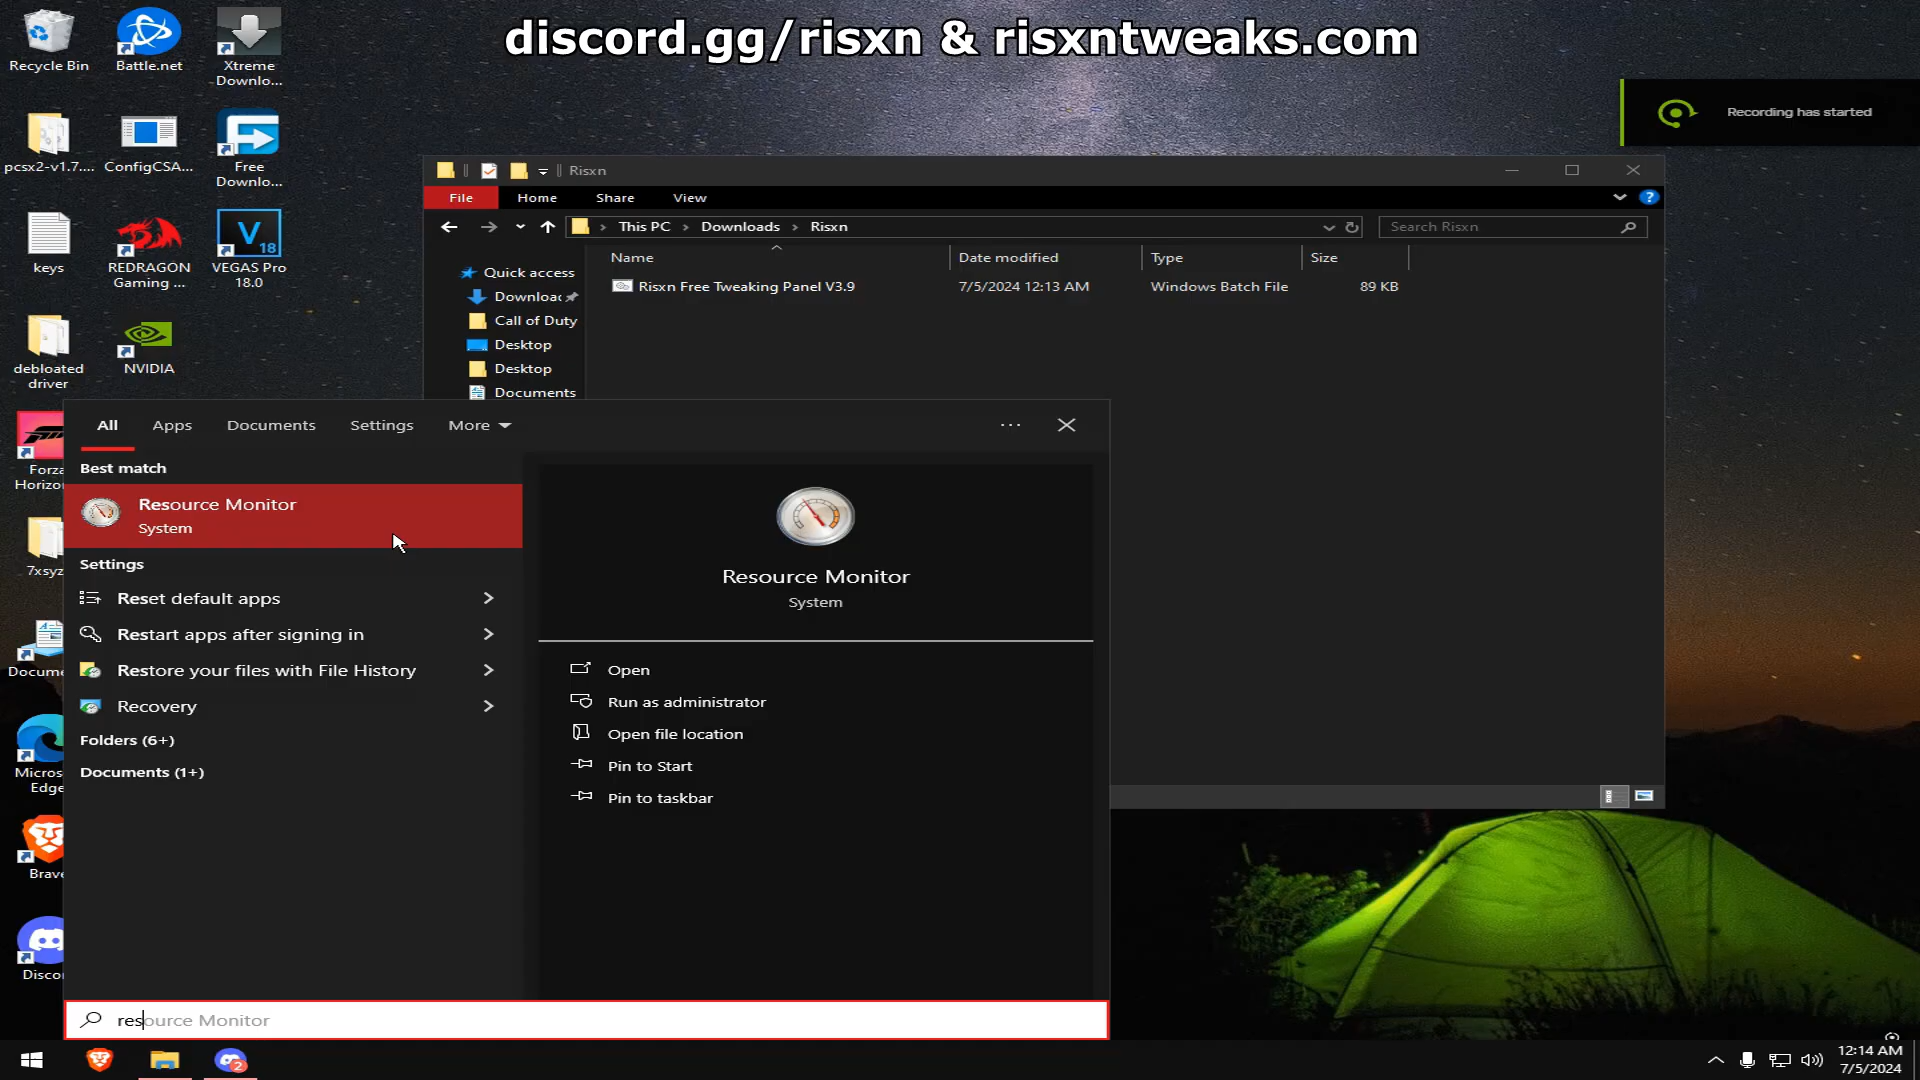 discord.gg/risxn & risxntweaks.com
Recycle Bin
Battle.net
Xtreme
Downlo...
Recording has started
pcsx2-v1.7....
ConfigCSA...
Free
Downlo...
Risxn
File
Home
Share
View
This PC
Downloads
Risxn
Search Risxn
Name
Date modified
Type
Size
Risxn Free Tweaking Panel V3.9
7/5/2024 12:13 AM
Windows Batch File
89 KB
Quick access
Downloac
Call of Duty
Desktop
Desktop
Documents
keys
REDRAGON
Gaming ...
V
18
VEGAS Pro
18.0
debloated
driver
NVIDIA
Forza
Horizo
7xsyz
Docume
Micros
Edge
Brave
Disco
All
Apps
Documents
Settings
More
Best match
Resource Monitor
System
Settings
Reset default apps
Restart apps after signing in
Restore your files with File History
Recovery
Folders (6+)
Documents (1+)
Resource Monitor
System
Open
Run as administrator
Open file location
Pin to Start
Pin to taskbar
resource Monitor
2
12:14 AM
7/5/2024